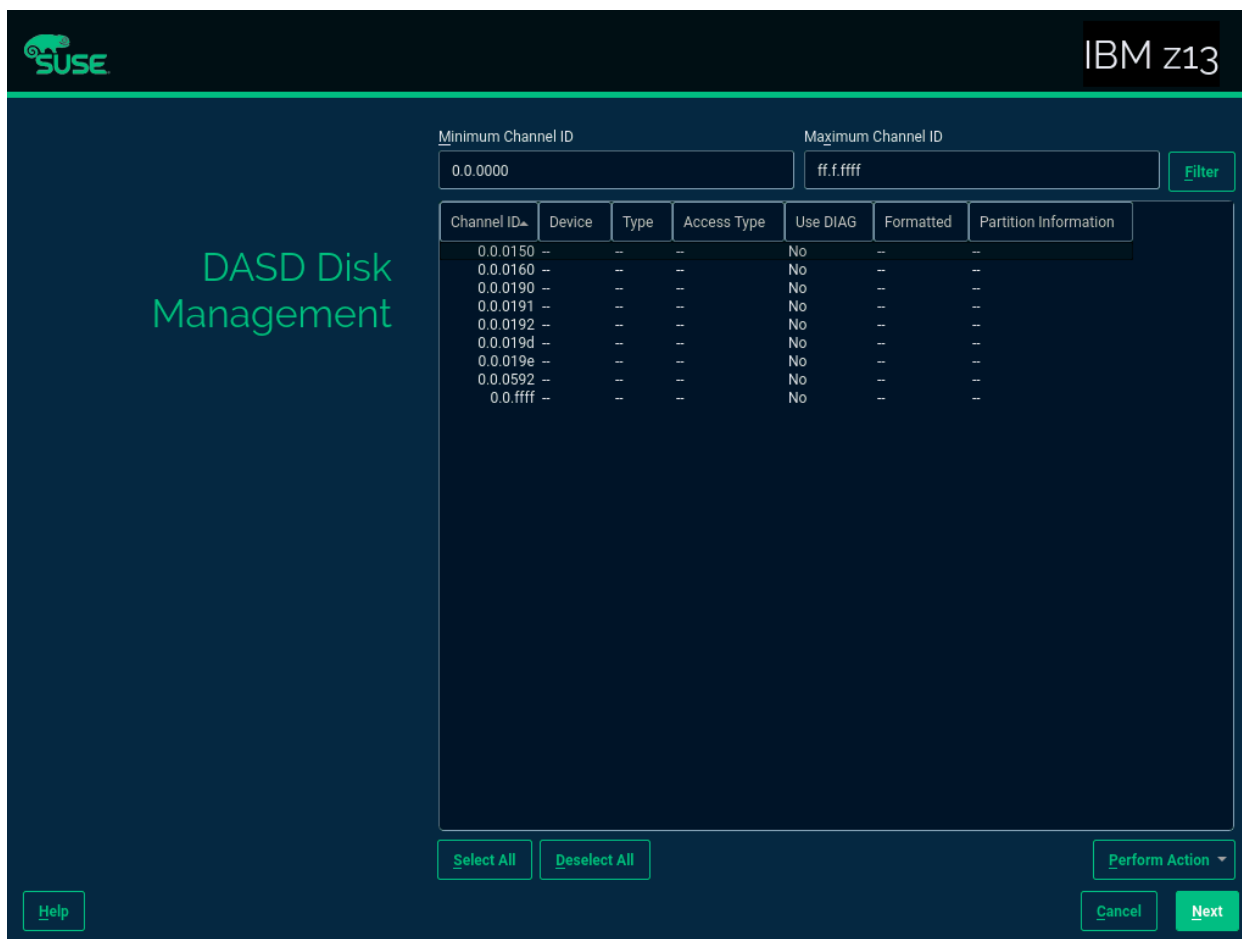 SUSE
IBM z13
Minimum Channel ID
Maximum Channel ID
0.0.0000
ff.f.ffff
Filter
DASD Disk
Management
Channel ID Device Type Access Type Use DIAG Formatted Partition Information
0.0.0150 -- -- -- No -- --
0.0.0160 -- -- -- No -- --
0.0.0190 -- -- -- No -- --
0.0.0191 -- -- -- No -- --
0.0.0192 -- -- -- No -- --
0.0.019d -- -- -- No -- --
0.0.019e -- -- -- No -- --
0.0.0592 -- -- -- No -- --
0.0.ffff -- -- -- No -- --
Select All
Deselect All
Perform Action
Help
Cancel
Next